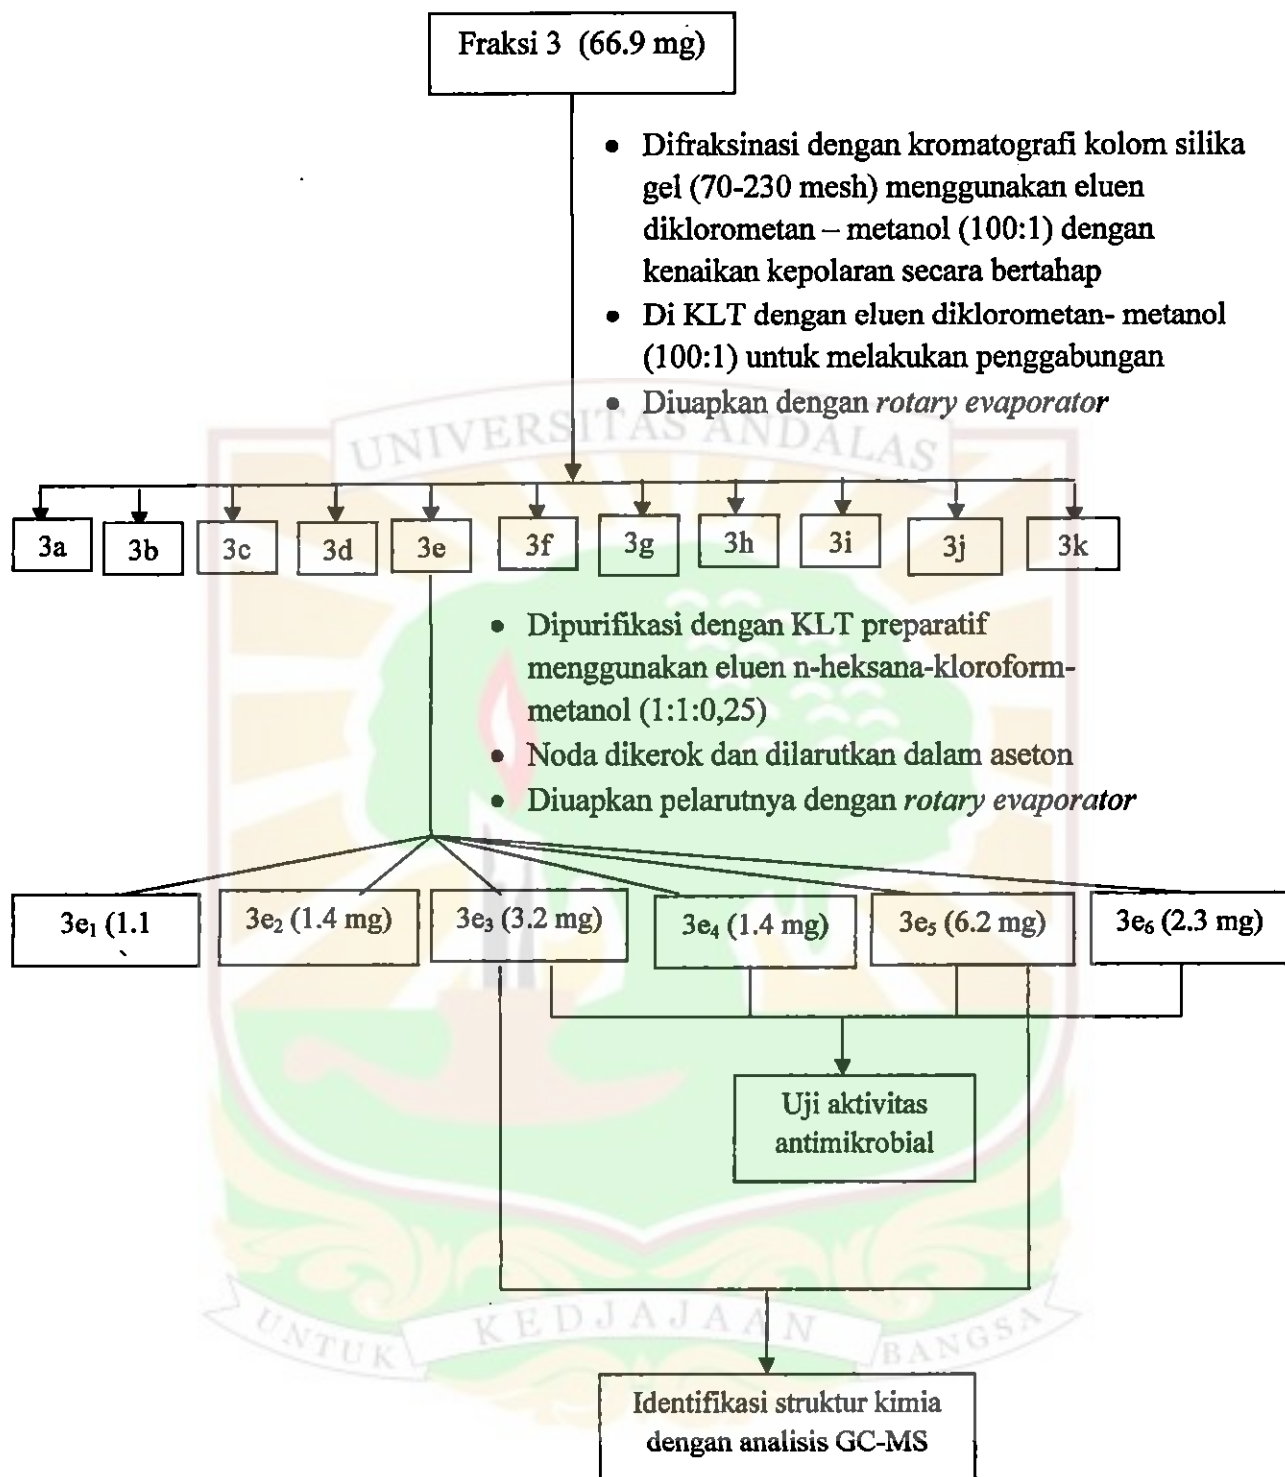 Fraksi 3 (66.9 mg)
• Difraksinasi dengan kromatografi kolom silika
gel (70-230 mesh) menggunakan eluen
diklorometan – metanol (100:1) dengan
kenaikan kepolaran secara bertahap
• Di KLT dengan eluen diklorometan- metanol
(100:1) untuk melakukan penggabungan
• Diuapkan dengan rotary evaporator
UNIVERSITAS ANDALAS
3a 3b 3c 3d 3e 3f 3g 3h 3i 3j 3k
• Dipurifikasi dengan KLT preparatif
menggunakan eluen n-heksana-kloroform-
metanol (1:1:0,25)
• Noda dikerok dan dilarutkan dalam aseton
• Diuapkan pelarutnya dengan rotary evaporator
3e₁ (1.1 3e₂ (1.4 mg) 3e₃ (3.2 mg) 3e₄ (1.4 mg) 3e₅ (6.2 mg) 3e₆ (2.3 mg)
Uji aktivitas
antimikrobial
UNTUK KEDJAJAAN BANGSA
Identifikasi struktur kimia
dengan analisis GC-MS